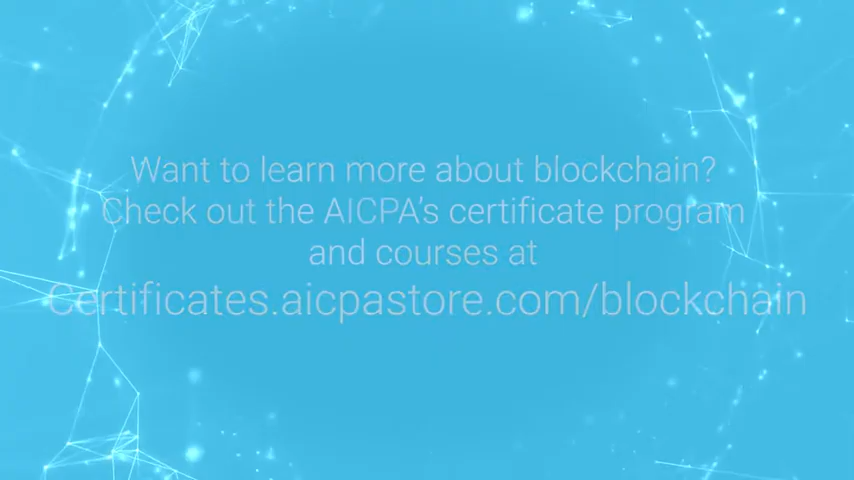 Want to learn more about blockchain?
Check out the AICPA's certificate program
and courses at
Certificates.aicpastore.com/blockchain